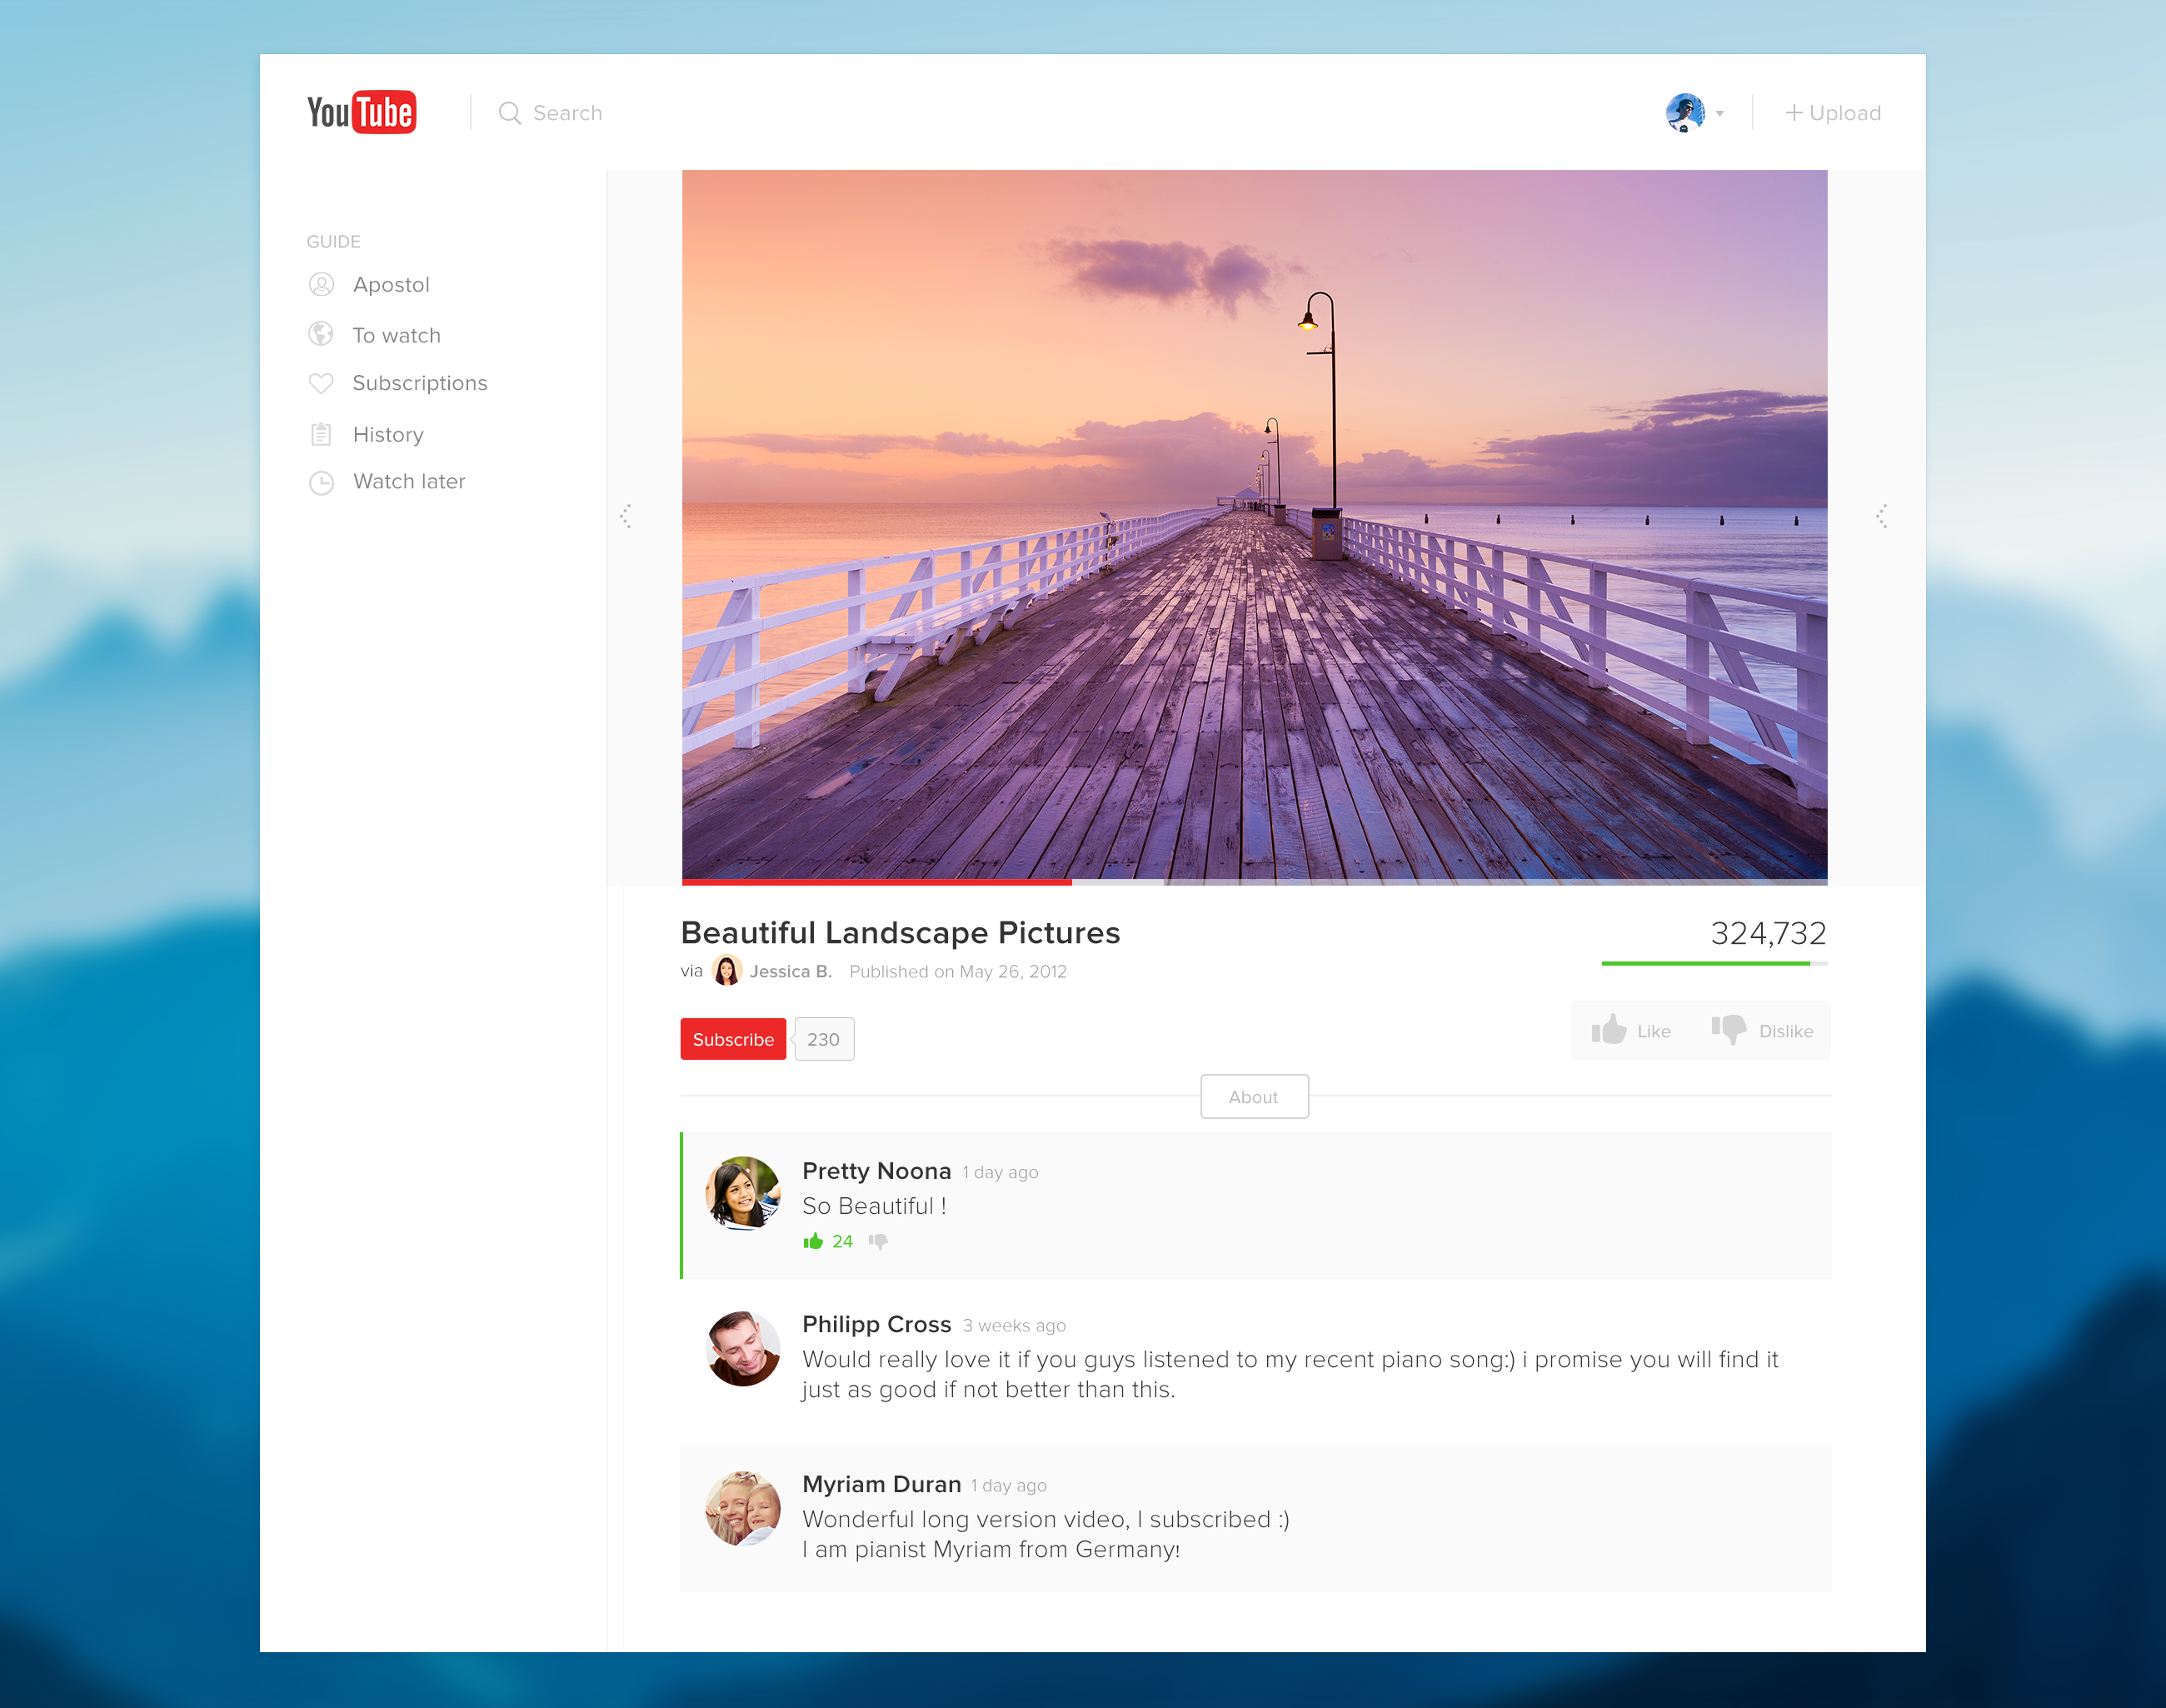 YouTube
Search
+ Upload
GUIDE
Apostol
To watch
Subscriptions
History
Watch later
Beautiful Landscape Pictures
324,732
via Jessica B. Published on May 26, 2012
Subscribe 230
Like Dislike
About
Pretty Noona 1 day ago
So Beautiful !
24
Philipp Cross 3 weeks ago
Would really love it if you guys listened to my recent piano song:) i promise you will find it
just as good if not better than this.
Myriam Duran 1 day ago
Wonderful long version video, I subscribed :)
I am pianist Myriam from Germany!